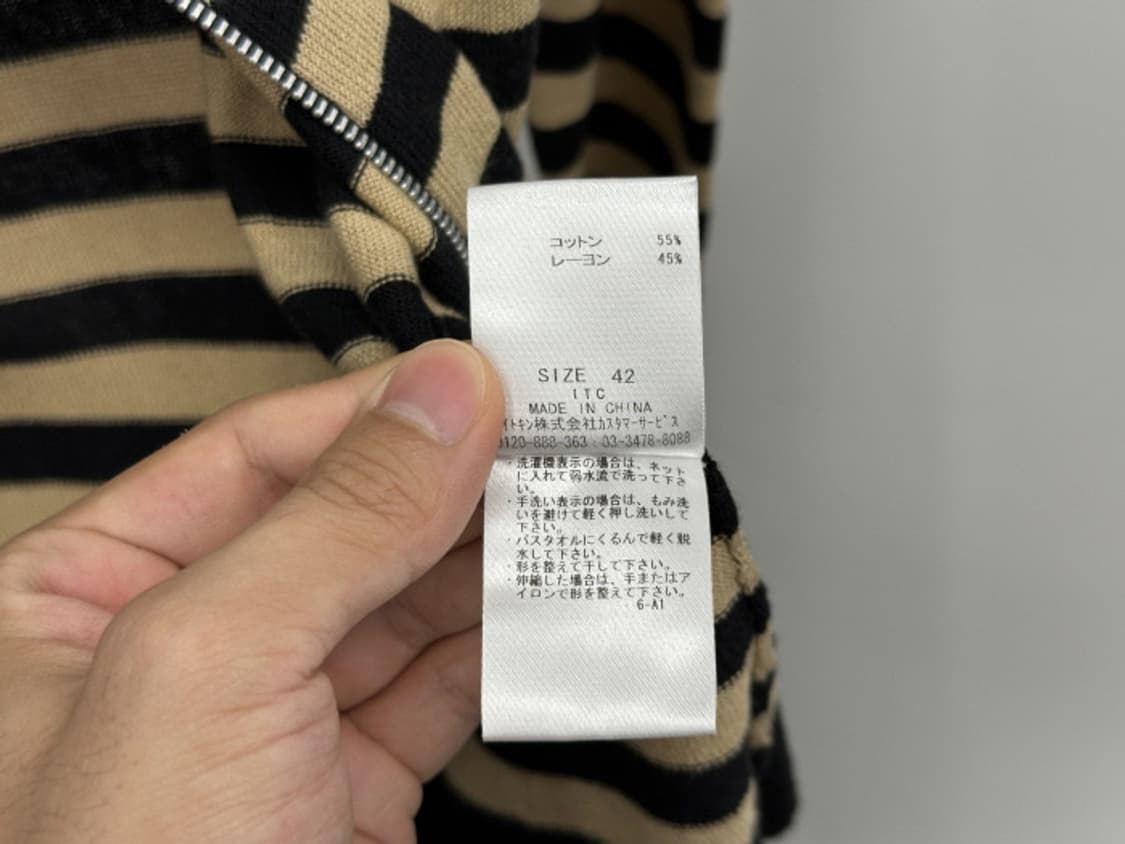 コットン 55%
レーヨン 45%
SIZE 42
ITC
MADE IN CHINA
イトキン株式会社カスタマーサービス
0120-888-363:03-3478-8088
・洗濯機表示の場合は、ネット
に入れて弱水流で洗って下さ
い。
・手洗い表示の場合は、もみ洗
いを避けて軽く押し洗いして
下さい。
・バスタオルにくるんで軽く脱
水して下さい。
・形を整えて干して下さい。
・伸縮した場合は、手またはア
イロンで形を整えて下さい。
6-A1